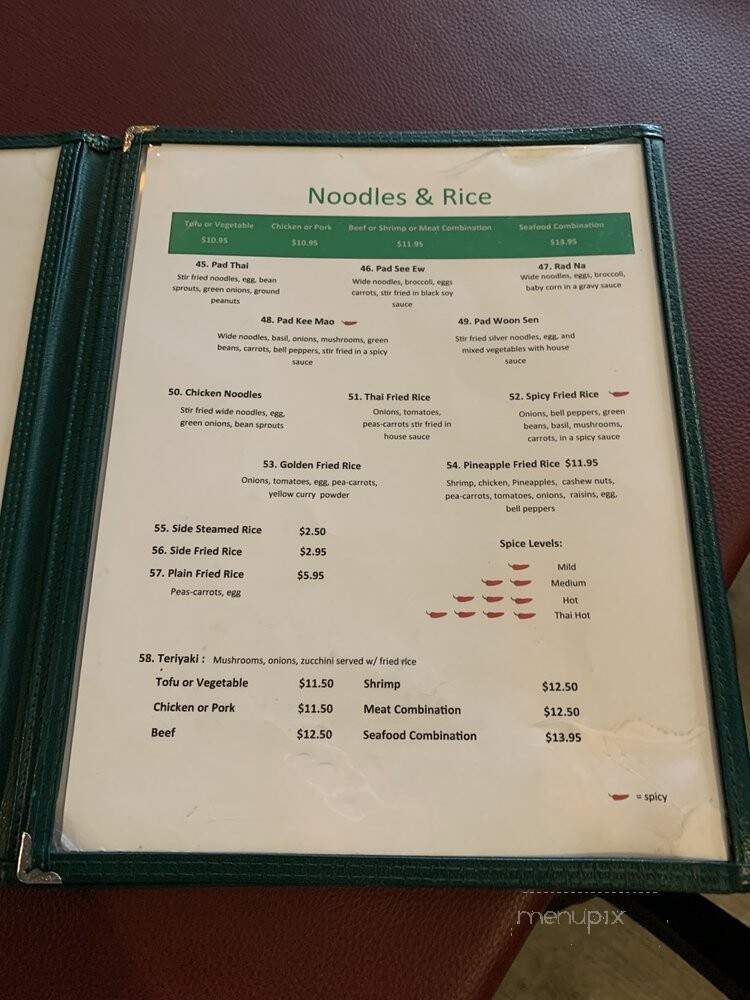 Noodles & Rice
Tofu or Vegetable Chicken or Pork Beef or Shrimp or Meat Combination Seafood Combination
$10.95 $10.95 $11.95 $13.95
45. Pad Thai
Stir fried noodles, egg, bean
sprouts, green onions, ground
peanuts
46. Pad See Ew
Wide noodles, broccoli, eggs
carrots, stir fried in black soy
sauce
47. Rad Na
Wide noodles, eggs, broccoli,
baby corn in a gravy sauce
48. Pad Kee Mao
Wide noodles, basil, onions, mushrooms, green
beans, carrots, bell peppers, stir fried in a spicy
sauce
49. Pad Woon Sen
Stir fried silver noodles, egg, and
mixed vegetables with house
sauce
50. Chicken Noodles
Stir fried wide noodles, egg,
green onions, bean sprouts
51. Thai Fried Rice
Onions, tomatoes,
peas-carrots stir fried in
house sauce
52. Spicy Fried Rice
Onions, bell peppers, green
beans, basil, mushrooms,
carrots, in a spicy sauce
53. Golden Fried Rice
Onions, tomatoes, egg, pea-carrots,
yellow curry powder
54. Pineapple Fried Rice $11.95
Shrimp, chicken, Pineapples, cashew nuts,
pea-carrots, tomatoes, onions, raisins, egg,
bell peppers
55. Side Steamed Rice $2.50
56. Side Fried Rice $2.95
57. Plain Fried Rice $5.95
Peas-carrots, egg
Spice Levels:
Mild
Medium
Hot
Thai Hot
58. Teriyaki : Mushrooms, onions, zucchini served w/ fried rice
Tofu or Vegetable $11.50 Shrimp $12.50
Chicken or Pork $11.50 Meat Combination $12.50
Beef $12.50 Seafood Combination $13.95
= spicy
menupix